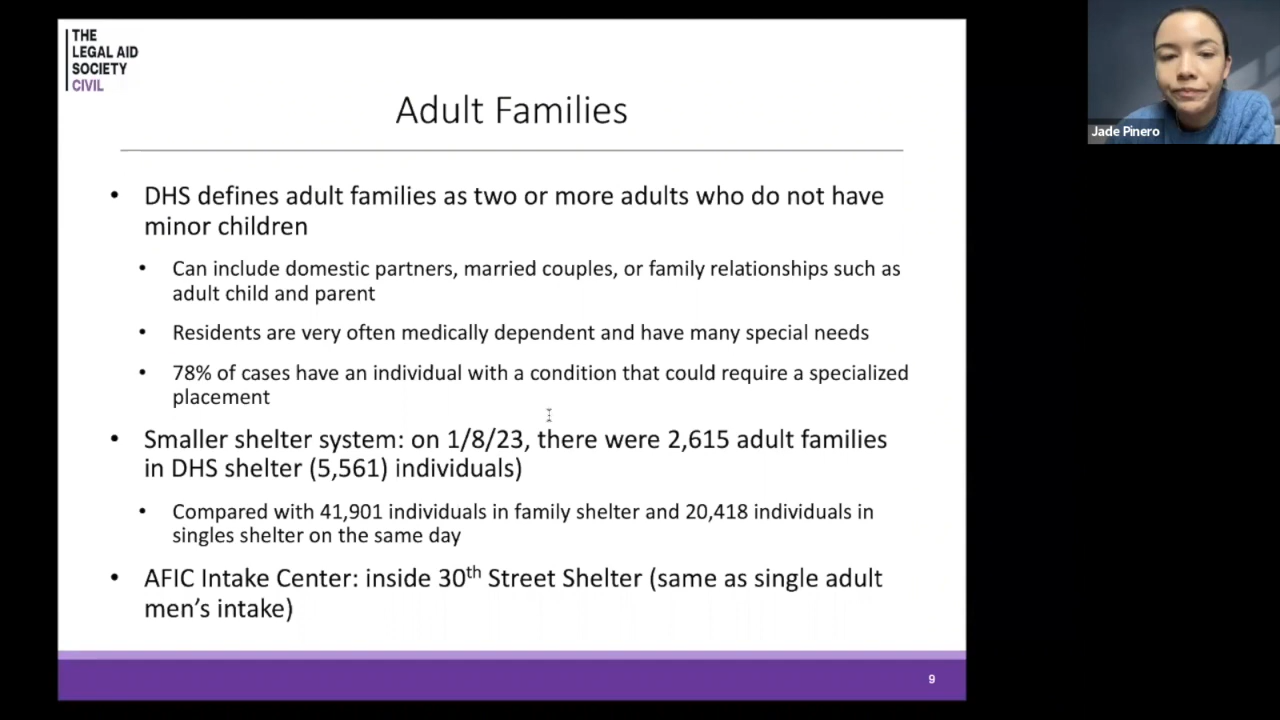 THE
LEGAL AID
SOCIETY
CIVIL
Adult Families
• DHS defines adult families as two or more adults who do not have
minor children
• Can include domestic partners, married couples, or family relationships such as
adult child and parent
• Residents are very often medically dependent and have many special needs
• 78% of cases have an individual with a condition that could require a specialized
placement
• Smaller shelter system: on 1/8/23, there were 2,615 adult families
in DHS shelter (5,561) individuals)
• Compared with 41,901 individuals in family shelter and 20,418 individuals in
singles shelter on the same day
• AFIC Intake Center: inside 30th Street Shelter (same as single adult
men’s intake)
9
Jade Pinero